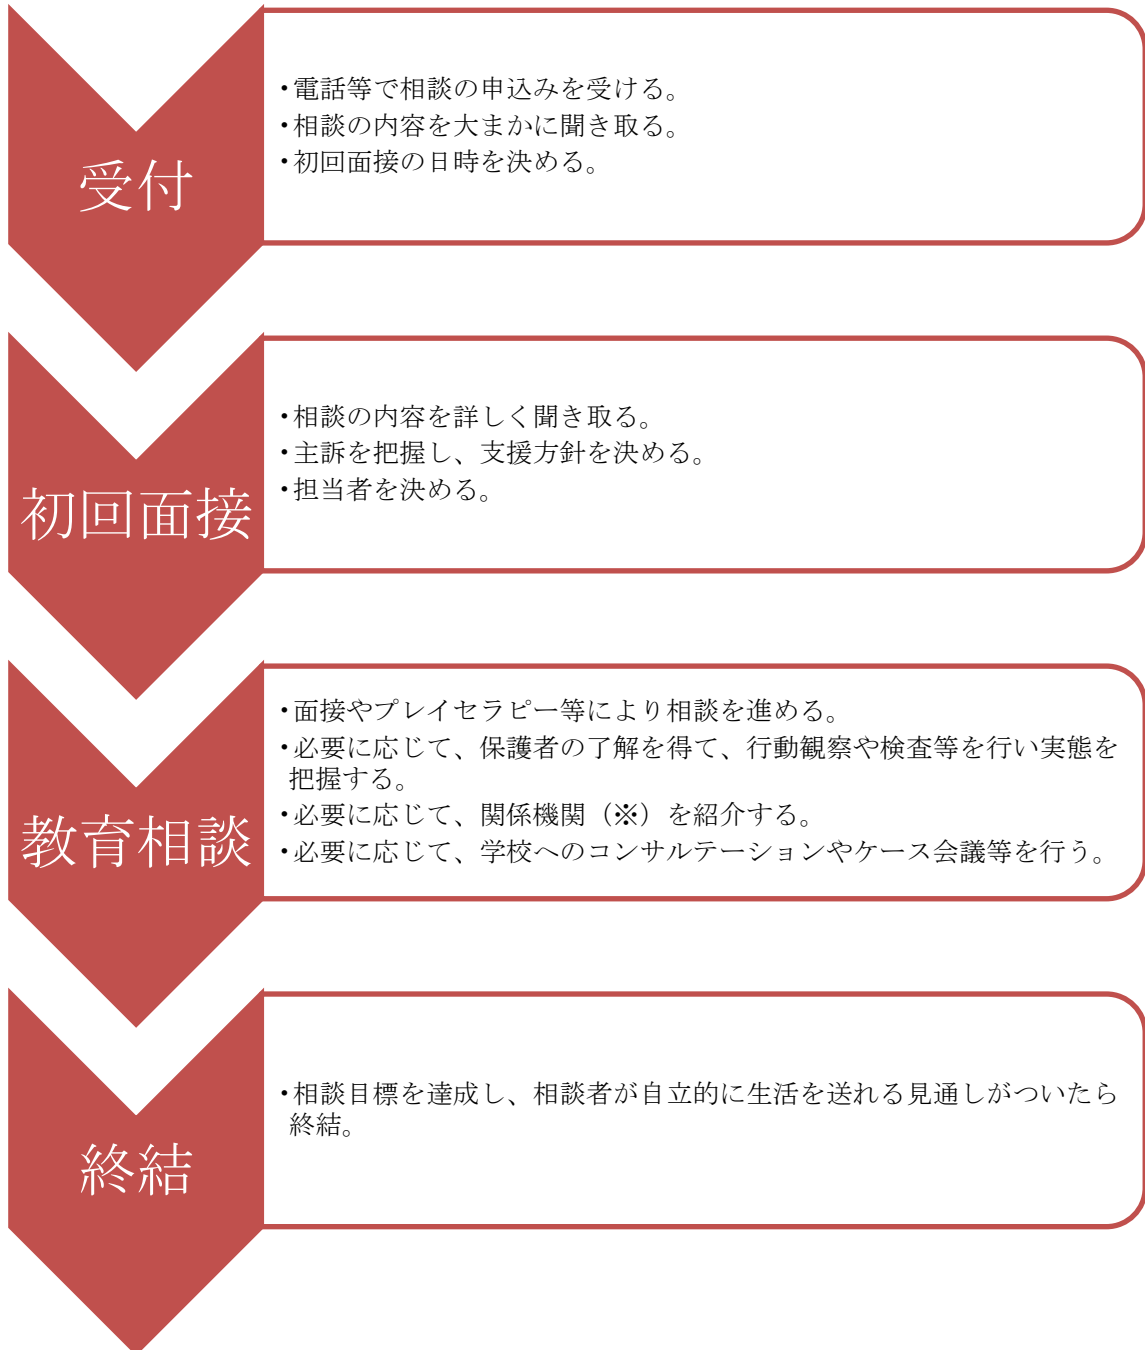 受付
・電話等で相談の申込みを受ける。
・相談の内容を大まかに聞き取る。
・初回面接の日時を決める。
初回面接
・相談の内容を詳しく聞き取る。
・主訴を把握し、支援方針を決める。
・担当者を決める。
教育相談
・面接やプレイセラピー等により相談を進める。
・必要に応じて、保護者の了解を得て、行動観察や検査等を行い実態を
把握する。
・必要に応じて、関係機関（※）を紹介する。
・必要に応じて、学校へのコンサルテーションやケース会議等を行う。
終結
・相談目標を達成し、相談者が自立的に生活を送れる見通しがついたら
終結。